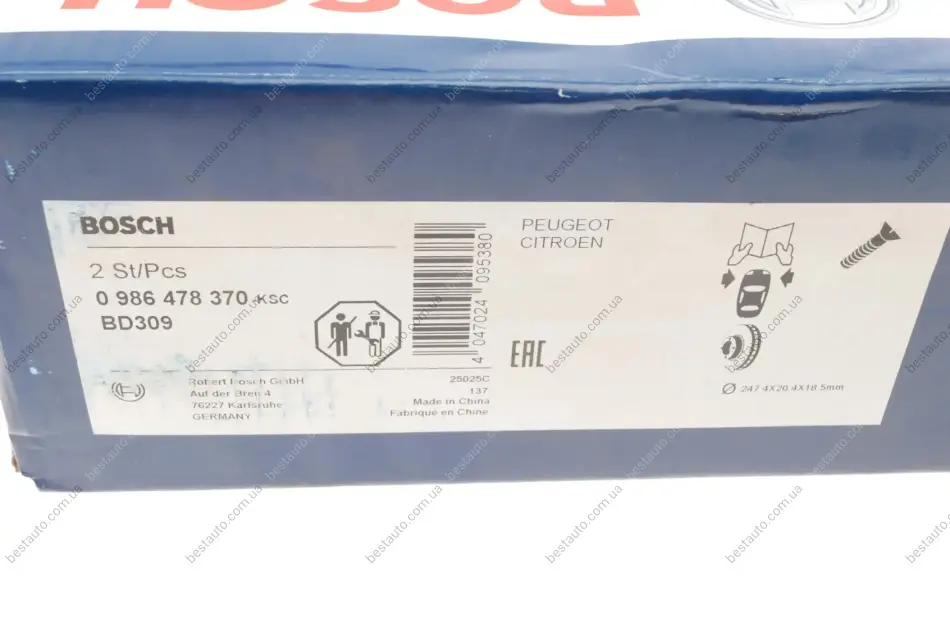 BOSCH
BOSCH
2 St/Pcs
0 986 478 370 KSC
BD309
Robert Bosch GmbH
Auf der Breit 4
76227 Karlsruhe
GERMANY
4 047024 095380
25025C
137
Made in China
Fabriqué en Chine
PEUGEOT
CITROEN
EAC
Ø 247.4X20.4X18.5mm
bestauto.com.ua